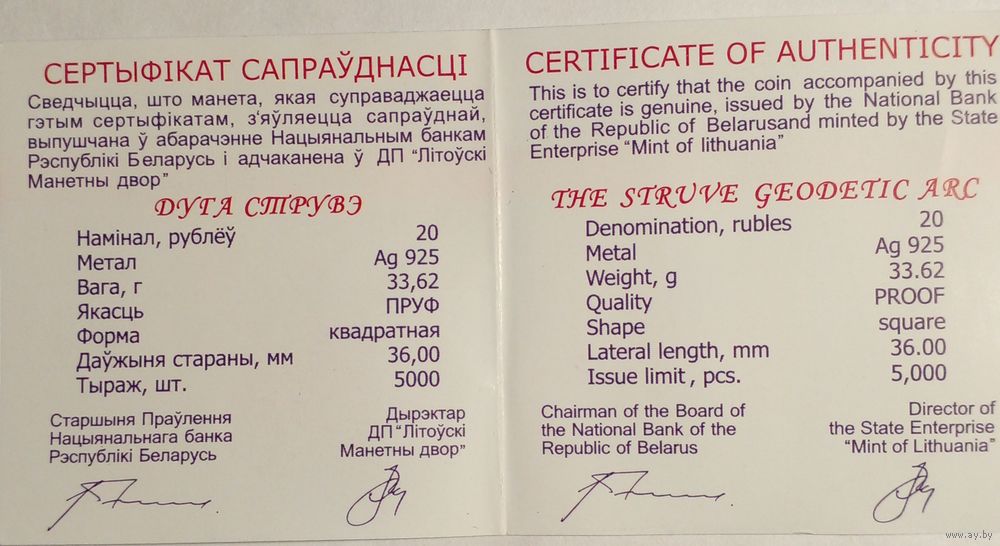 СЕРТЫФІКАТ САПРАЎДНАСЦІ
Сведчыцца, што манета, якая суправаджаецца
гэтым сертыфікатам, з'яўляецца сапраўднай,
выпушчана ў абарачэнне Нацыянальным банкам
Рэспублікі Беларусь і адчаканена ў ДП "Літоўскі
Манетны двор"
ДУГА СТРУВЭ
Намінал, рублёў 20
Метал Ag 925
Вага, г 33,62
Якасць ПРУФ
Форма квадратная
Даўжыня стараны, мм 36,00
Тыраж, шт. 5000
Старшыня Праўлення
Нацыянальнага банка
Рэспублікі Беларусь
Дырэктар
ДП "Літоўскі
Манетны двор"
CERTIFICATE OF AUTHENTICITY
This is to certify that the coin accompanied by this
certificate is genuine, issued by the National Bank
of the Republic of Belarusand minted by the State
Enterprise "Mint of lithuania"
THE STRUVE GEODETIC ARC
Denomination, rubles 20
Metal Ag 925
Weight, g 33.62
Quality PROOF
Shape square
Lateral length, mm 36.00
Issue limit, pcs. 5,000
Chairman of the Board of
the National Bank of the
Republic of Belarus
Director of
the State Enterprise
"Mint of Lithuania"
www.ay.by